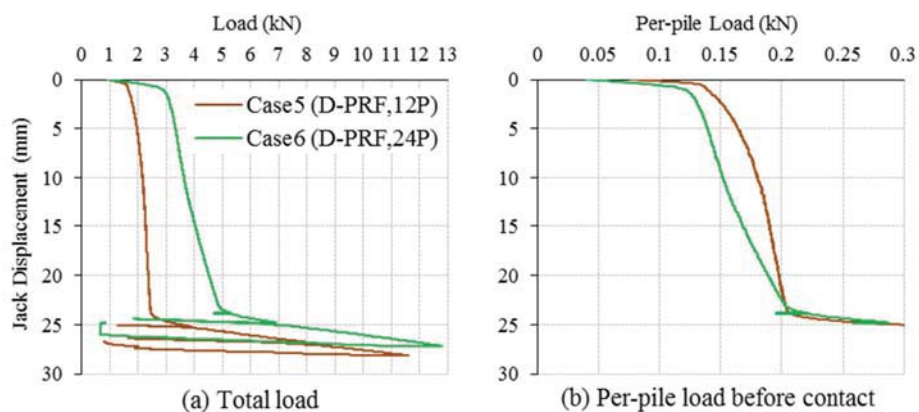 Load (kN)
0 1 2 3 4 5 6 7 8 9 10 11 12 13
Jack Displacement (mm)
0
5
10
15
20
25
30
Case5 (D-PRF,12P)
Case6 (D-PRF,24P)
(a) Total load
Per-pile Load (kN)
0 0.05 0.1 0.15 0.2 0.25 0.3
0
5
10
15
20
25
30
(b) Per-pile load before contact